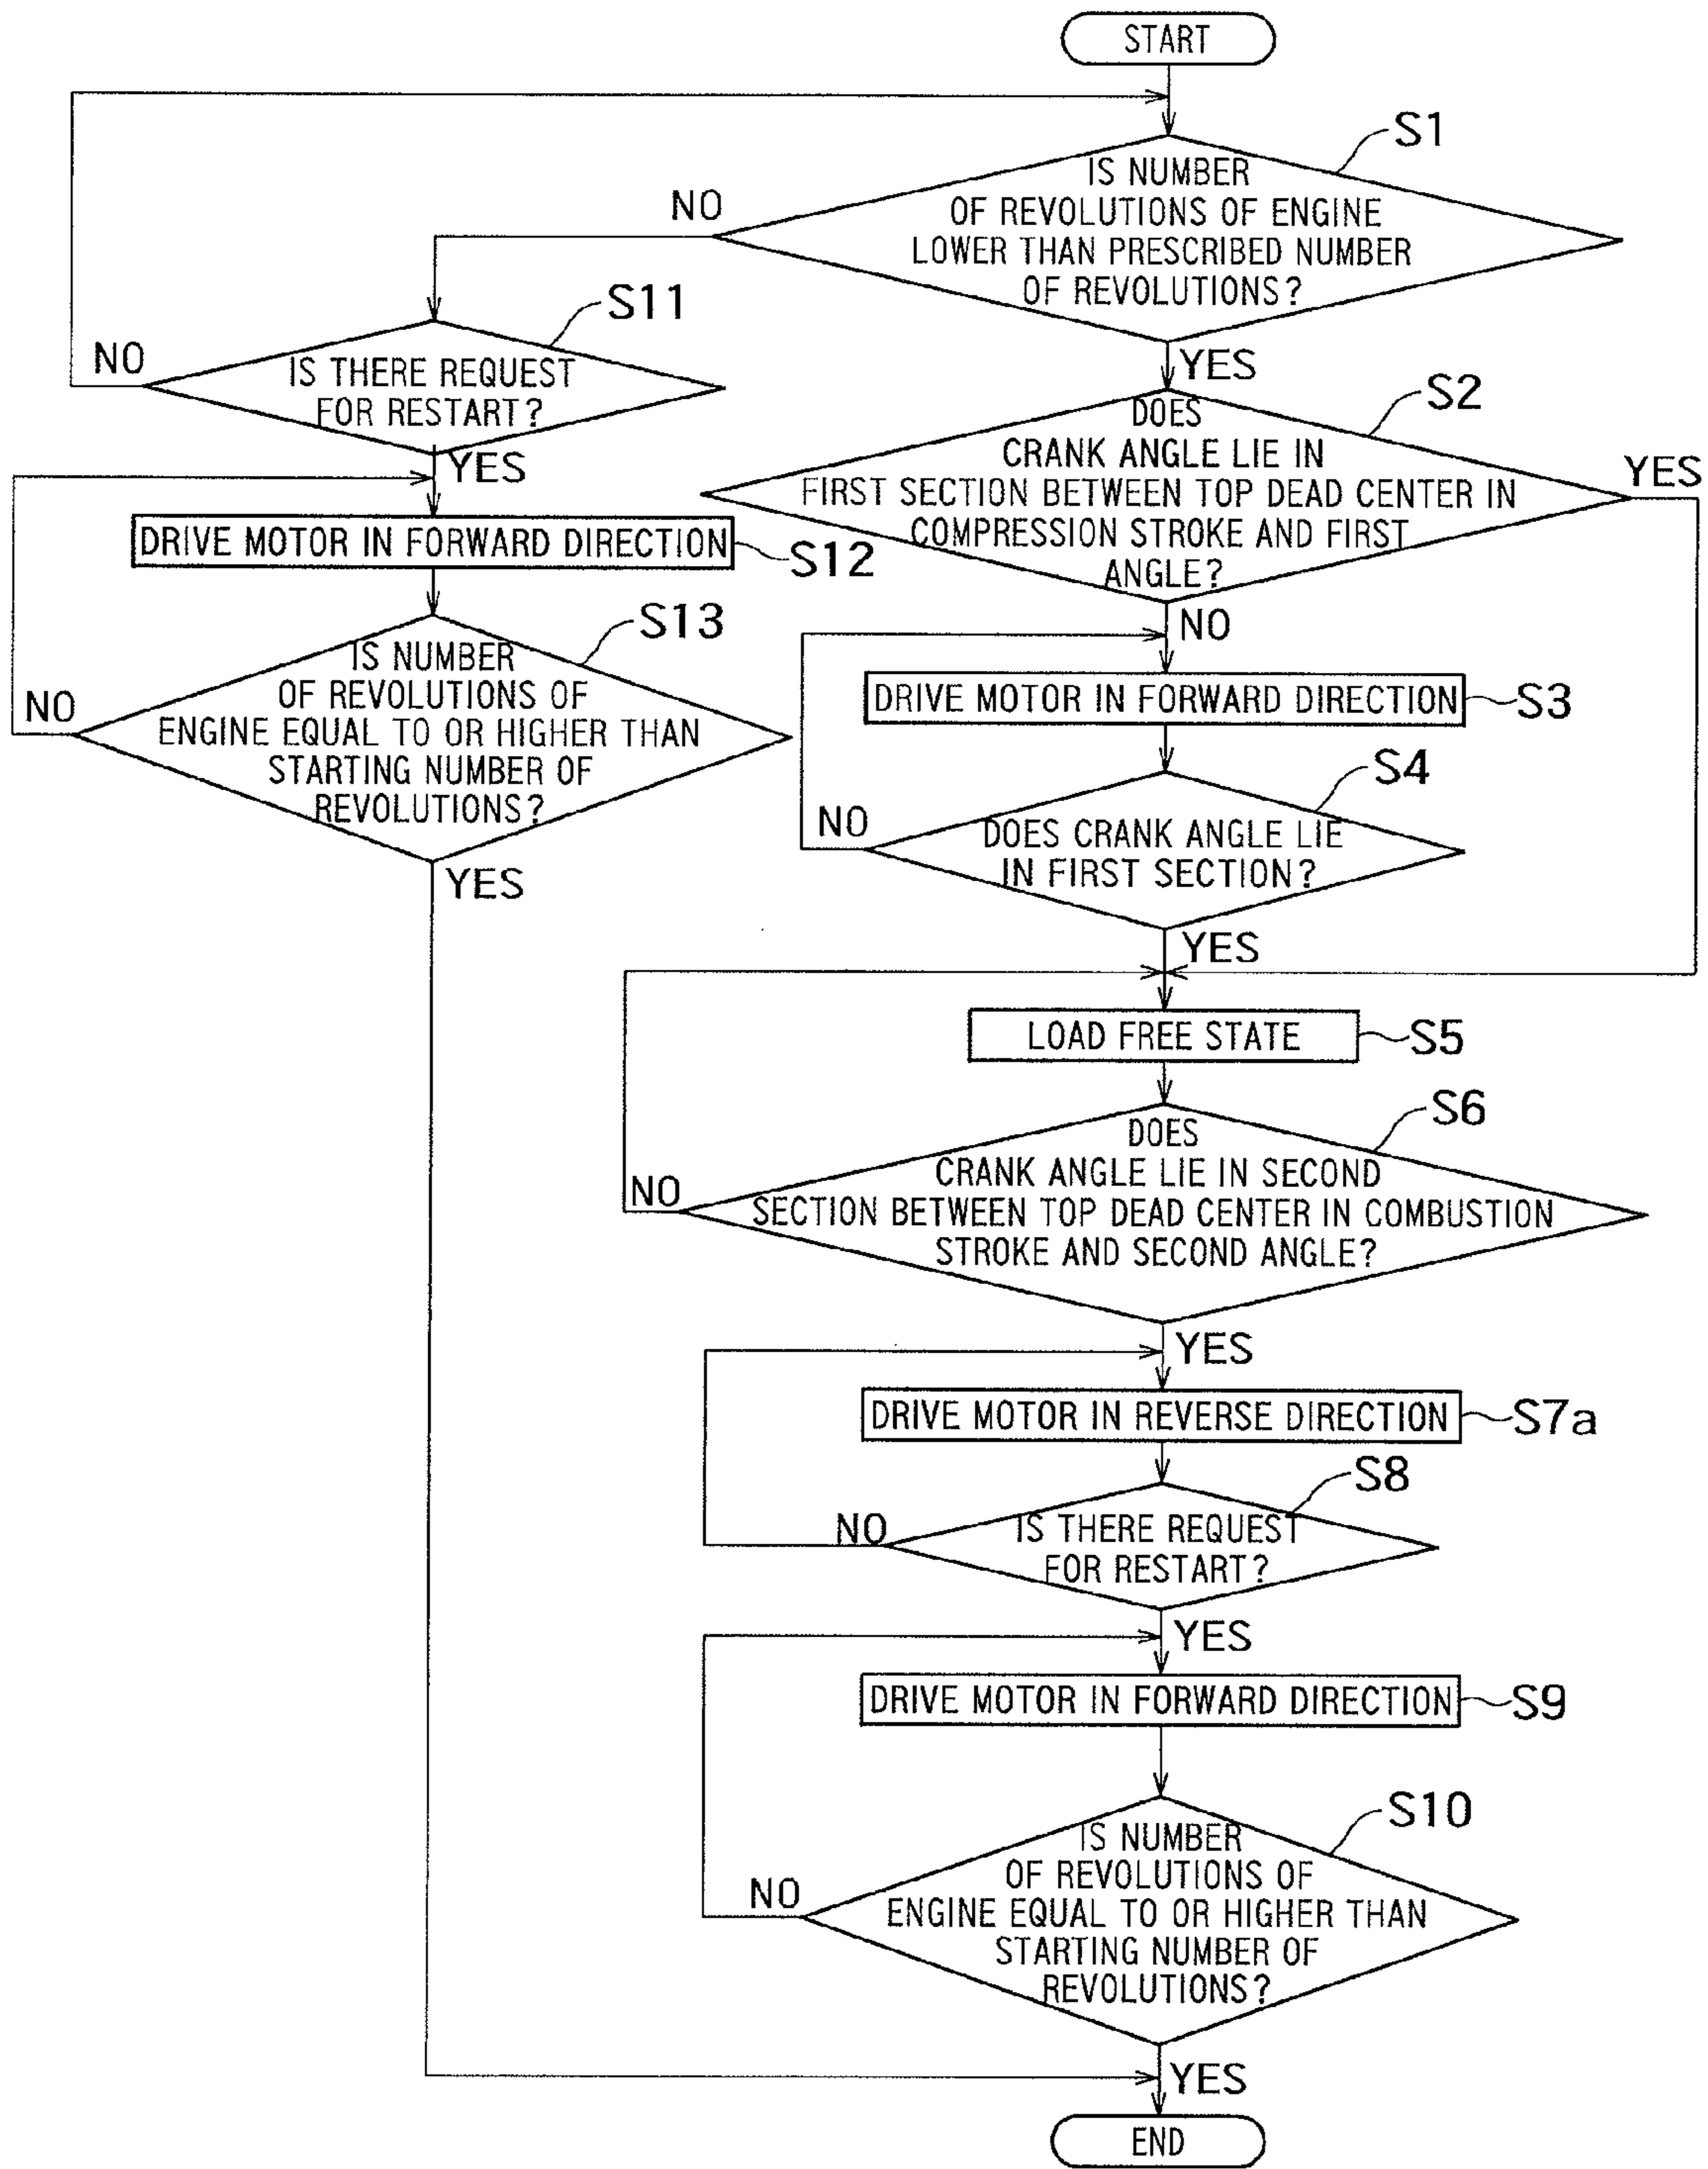 START
S1
IS NUMBER
OF REVOLUTIONS OF ENGINE
LOWER THAN PRESCRIBED NUMBER
OF REVOLUTIONS?
NO
YES
S11
IS THERE REQUEST
FOR RESTART?
NO
YES
S2
DOES
CRANK ANGLE LIE IN
FIRST SECTION BETWEEN TOP DEAD CENTER IN
COMPRESSION STROKE AND FIRST
ANGLE?
YES
NO
DRIVE MOTOR IN FORWARD DIRECTION
S12
S13
IS NUMBER
OF REVOLUTIONS OF
ENGINE EQUAL TO OR HIGHER THAN
STARTING NUMBER OF
REVOLUTIONS?
NO
YES
DRIVE MOTOR IN FORWARD DIRECTION
S3
S4
DOES CRANK ANGLE LIE
IN FIRST SECTION?
NO
YES
LOAD FREE STATE
S5
S6
DOES
CRANK ANGLE LIE IN SECOND
SECTION BETWEEN TOP DEAD CENTER IN COMBUSTION
STROKE AND SECOND ANGLE?
NO
YES
DRIVE MOTOR IN REVERSE DIRECTION
S7a
S8
IS THERE REQUEST
FOR RESTART?
NO
YES
DRIVE MOTOR IN FORWARD DIRECTION
S9
S10
IS NUMBER
OF REVOLUTIONS OF
ENGINE EQUAL TO OR HIGHER THAN
STARTING NUMBER OF
REVOLUTIONS?
NO
YES
END